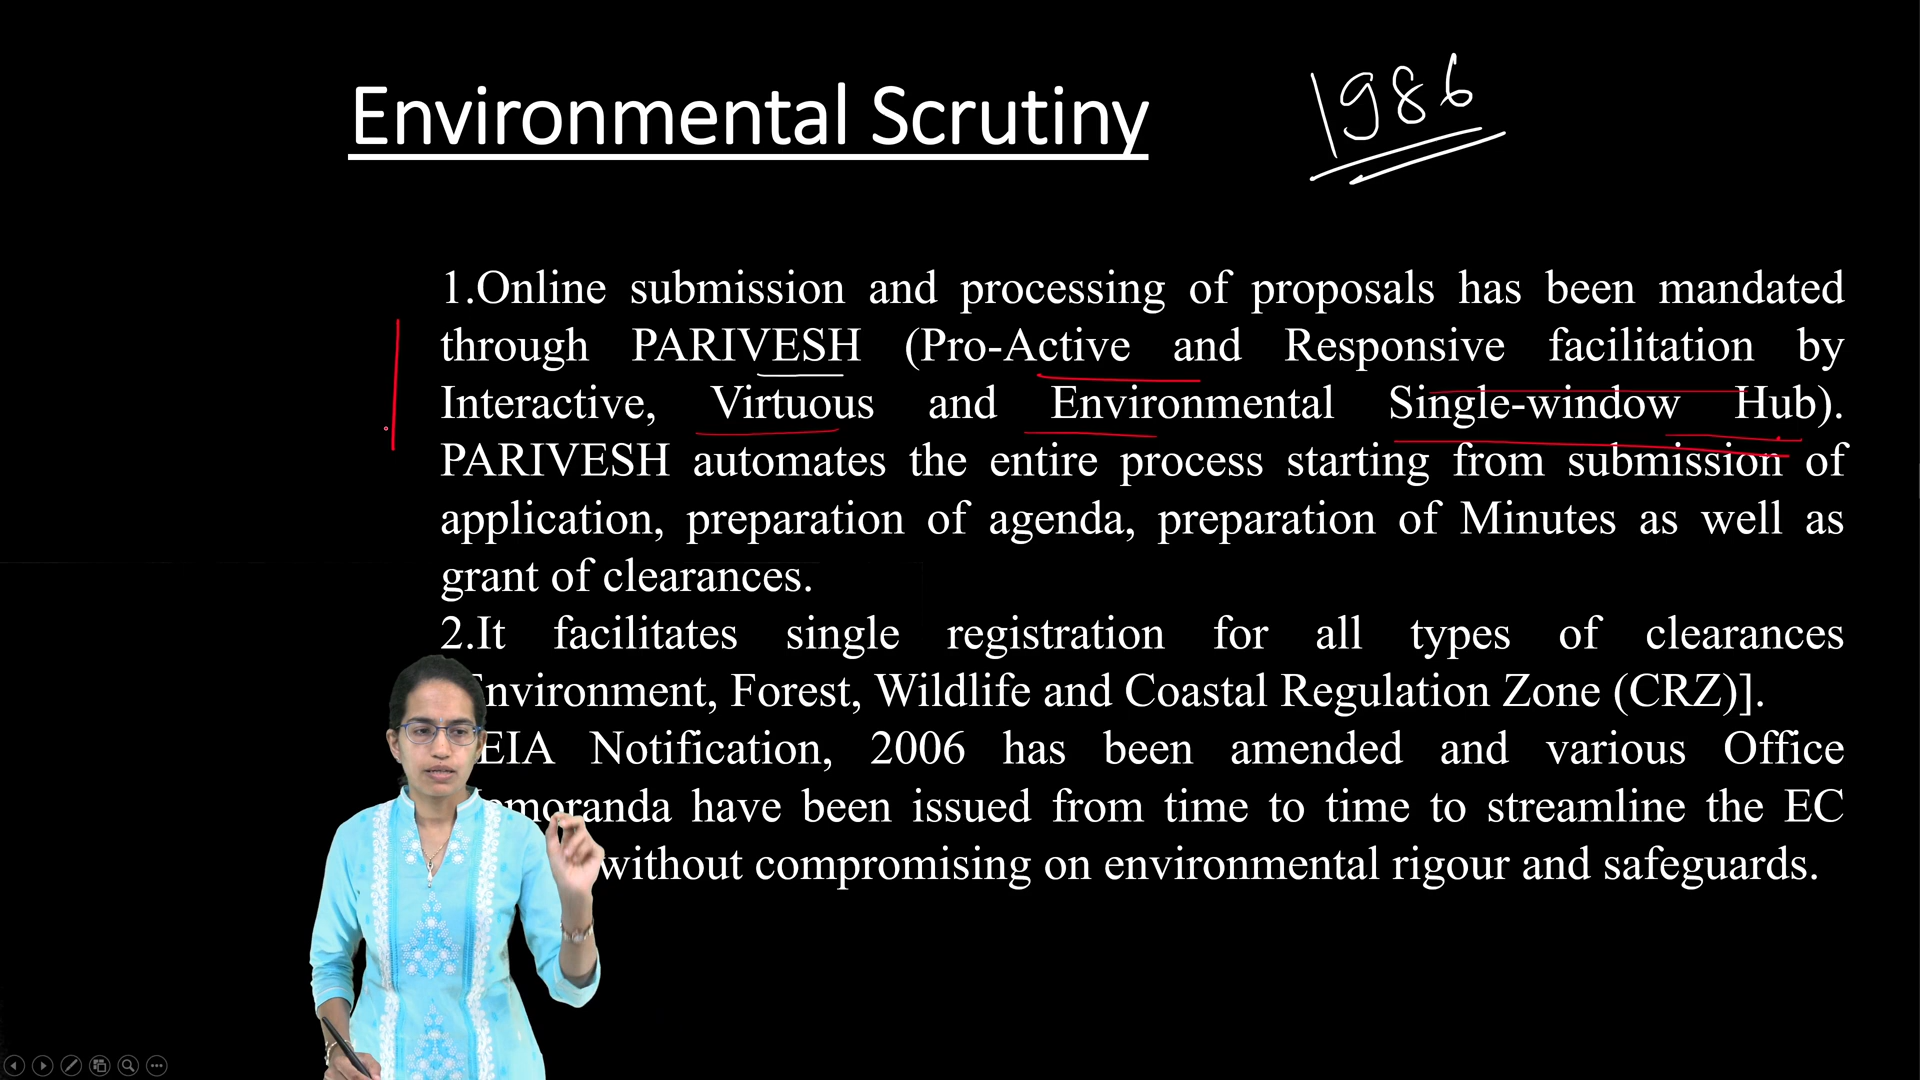 Environmental Scrutiny
1986
1.Online submission and processing of proposals has been mandated
through PARIVESH (Pro-Active and Responsive facilitation by
Interactive, Virtuous and Environmental Single-window Hub).
PARIVESH automates the entire process starting from submission of
application, preparation of agenda, preparation of Minutes as well as
grant of clearances.
2.It facilitates single registration for all types of clearances
Environment, Forest, Wildlife and Coastal Regulation Zone (CRZ)].
EIA Notification, 2006 has been amended and various Office
Memoranda have been issued from time to time to streamline the EC
without compromising on environmental rigour and safeguards.